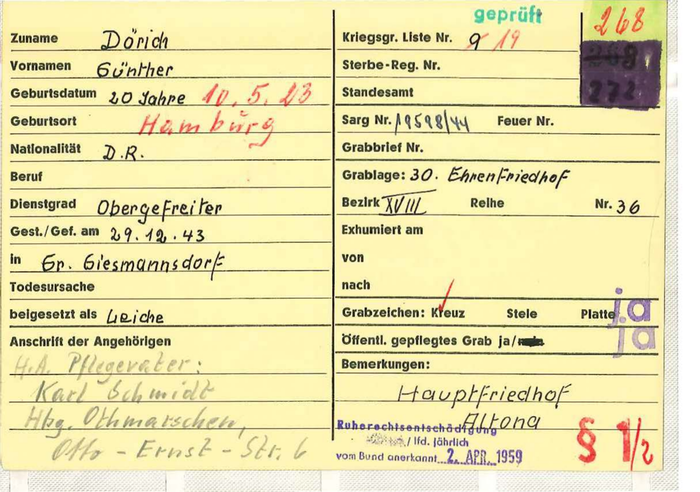 geprüft
268
Zuname Dörich
Vornamen Günther
Geburtsdatum 20 Jahre 10.5.23
Geburtsort Hamburg
Nationalität D.R.
Beruf
Dienstgrad Obergefreiter
Gest./Gef. am 29.12.43
in Gr. Giesmannsdorf
Todesursache
beigesetzt als Leiche
Anschrift der Angehörigen
H.A. Pflegevater:
Karl Schmidt
Hbg. Othmarschen,
Otto - Ernst - Str. 6
Kriegsgr. Liste Nr. 9 19
Sterbe-Reg. Nr.
272
Standesamt
Sarg Nr. 19598/44 Feuer Nr.
Grabbrief Nr.
Grablage: 30. Ehrenfriedhof
Bezirk XVIII Reihe Nr. 36
Exhumiert am
von
nach
Grabzeichen: Kreuz Stele Platte ja
Öffentl. gepflegtes Grab ja/nein ja
Bemerkungen:
Hauptfriedhof
Altona
Ruherechtsentschädigung
/ lfd. jährlich
vom Bund anerkannt 2. APR. 1959
§ 1/2